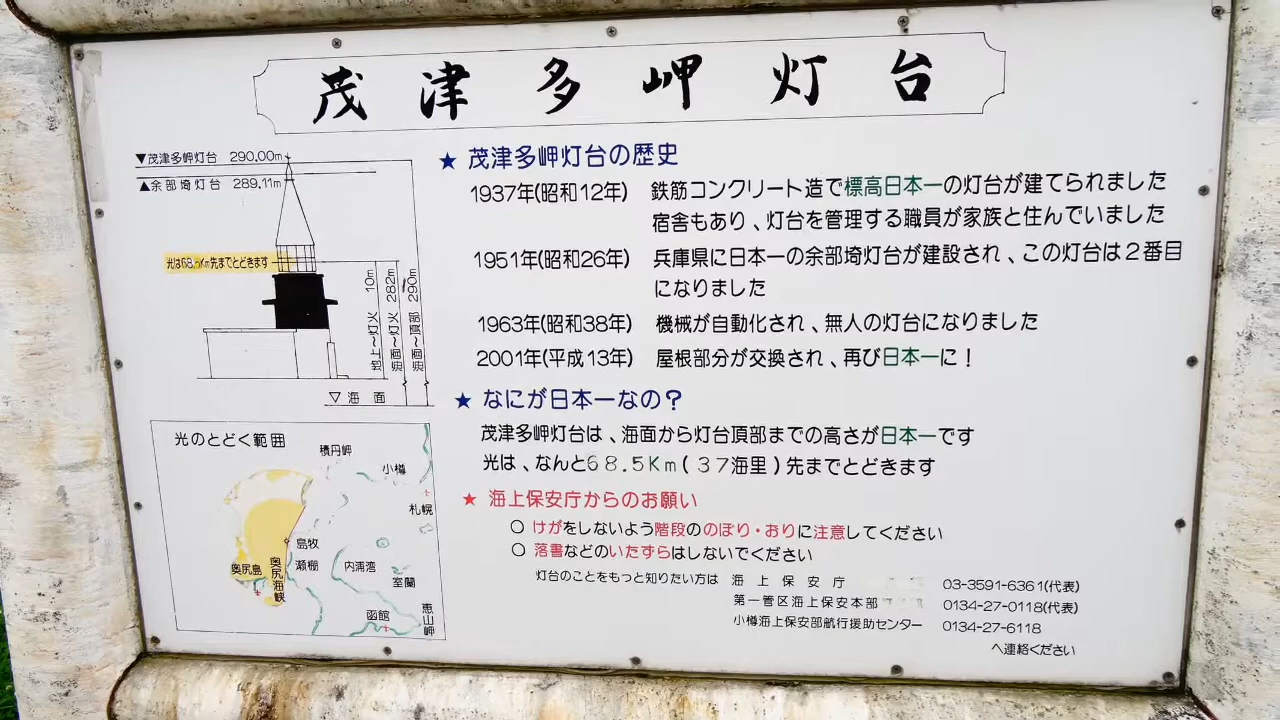 茂津多岬灯台
▼茂津多岬灯台 290.00m
▲余部埼灯台 289.11m
光は68.5Km先までとどきます
地上～灯火 10m
海面～灯火 282m
海面～頂部 290m
▽海面
★ 茂津多岬灯台の歴史
1937年(昭和12年) 鉄筋コンクリート造で標高日本一の灯台が建てられました
宿舎もあり、灯台を管理する職員が家族と住んでいました
1951年(昭和26年) 兵庫県に日本一の余部埼灯台が建設され、この灯台は2番目
になりました
1963年(昭和38年) 機械が自動化され、無人の灯台になりました
2001年(平成13年) 屋根部分が交換され、再び日本一に！
★ なにが日本一なの？
茂津多岬灯台は、海面から灯台頂部までの高さが日本一です
光は、なんと68.5Km(37海里)先までとどきます
★ 海上保安庁からのお願い
○ けがをしないよう階段ののぼり・おりに注意してください
○ 落書などのいたずらはしないでください
灯台のことをもっと知りたい方は 海上保安庁 03-3591-6361(代表)
第一管区海上保安本部 0134-27-0118(代表)
小樽海上保安部航行援助センター 0134-27-6118
へ連絡ください
光のとどく範囲
積丹岬
小樽
札幌
島牧
瀬棚
内浦湾
室蘭
奥尻島
奥尻海峡
函館
恵山岬